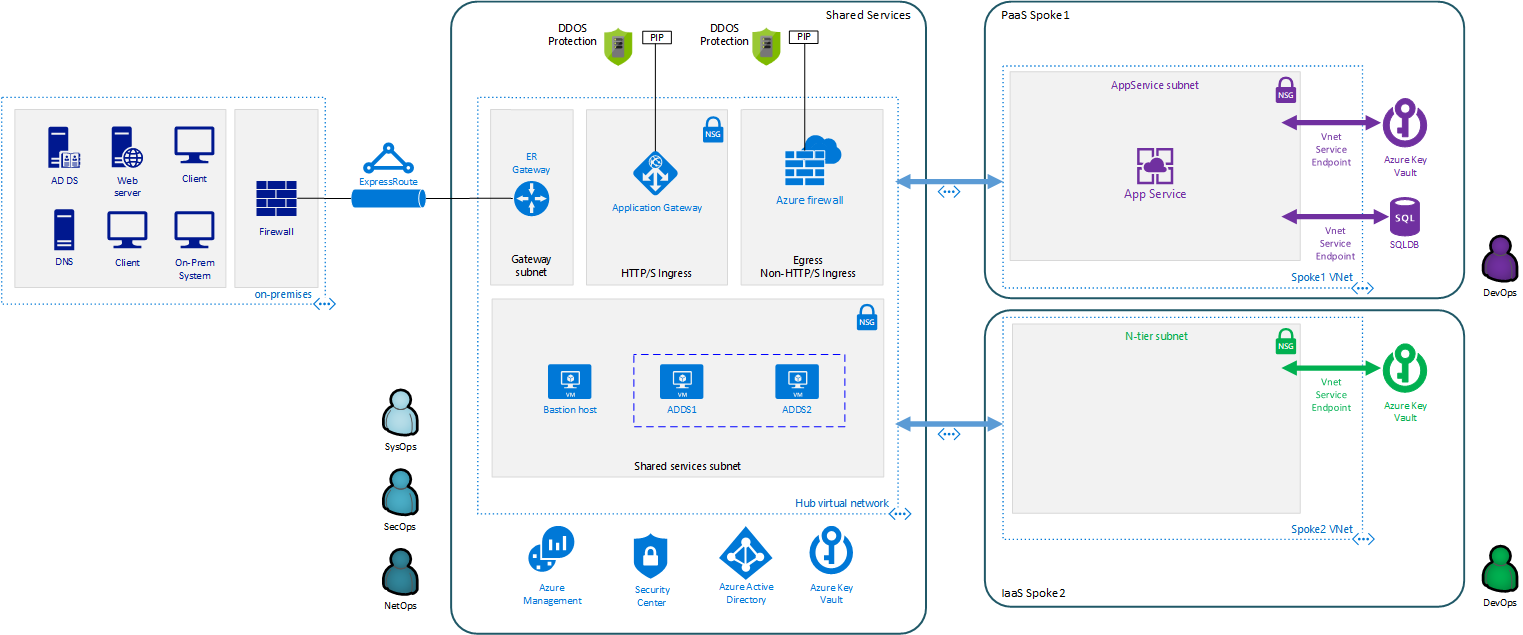 Shared Services
PaaS Spoke1
DDOS
Protection
PIP
DDOS
Protection
PIP
AD DS
Web
server
Client
DNS
Client
On-Prem
System
Firewall
on-premises
ExpressRoute
ER
Gateway
Gateway
subnet
NSG
Application Gateway
HTTP/S Ingress
Azure firewall
Egress
Non-HTTP/S Ingress
NSG
VM
Bastion host
VM
ADDS1
VM
ADDS2
Shared services subnet
Hub virtual network
SysOps
SecOps
NetOps
Azure
Management
Security
Center
Azure Active
Directory
Azure Key
Vault
AppService subnet
NSG
App Service
Vnet
Service
Endpoint
Azure Key
Vault
Vnet
Service
Endpoint
SQL
SQLDB
Spoke1 VNet
DevOps
N-tier subnet
NSG
Vnet
Service
Endpoint
Azure Key
Vault
Spoke2 VNet
IaaS Spoke2
DevOps